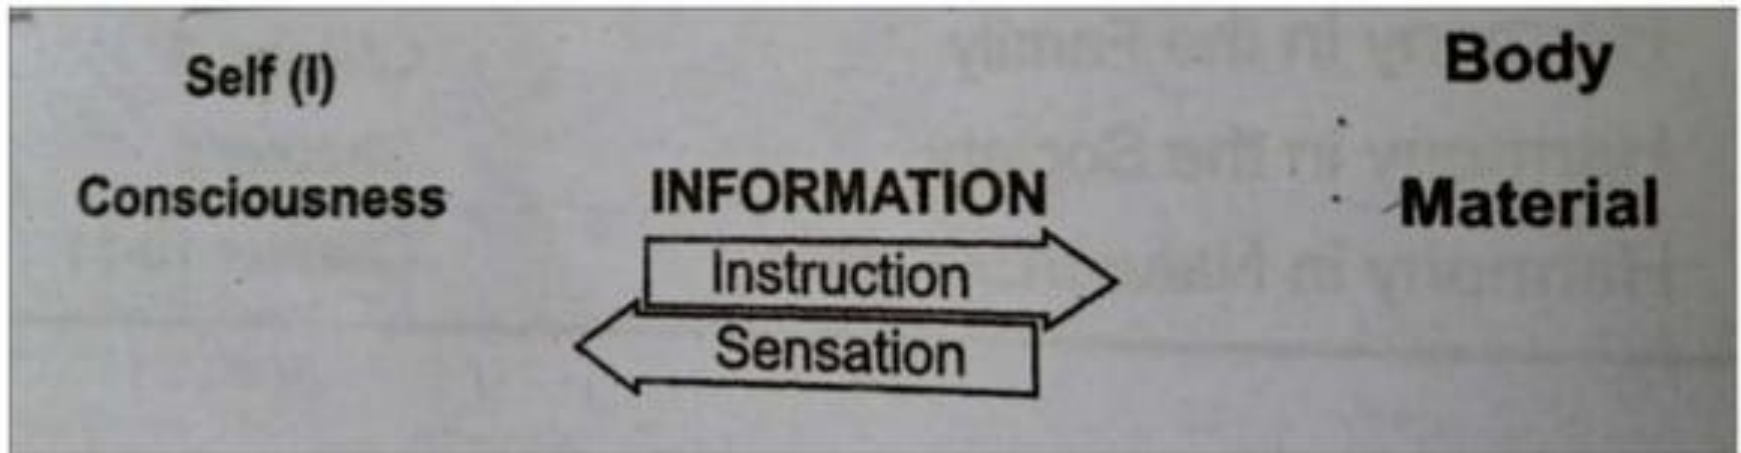 Self (I) Body
Consciousness INFORMATION Material
Instruction
Sensation